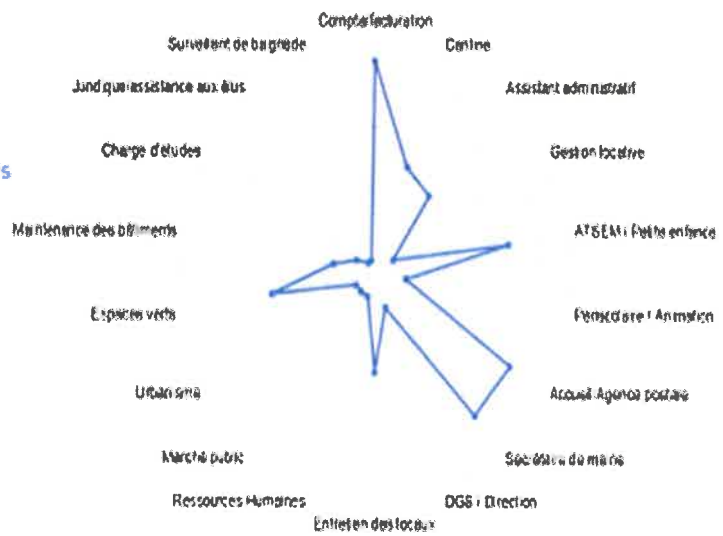 Compta/facturation
Surveillant de baignade
Cantine
Juridique/assistance aux élus
Assistant administratif
Chargé d'études
Gestion locative
s
Maintenance des bâtiments
ATSEM / Petite enfance
Espaces verts
Périscolaire / Animation
Urbanisme
Accueil Agence postale
Marché public
Secrétaire de mairie
Ressources Humaines
DGS / Direction
Entretien des locaux